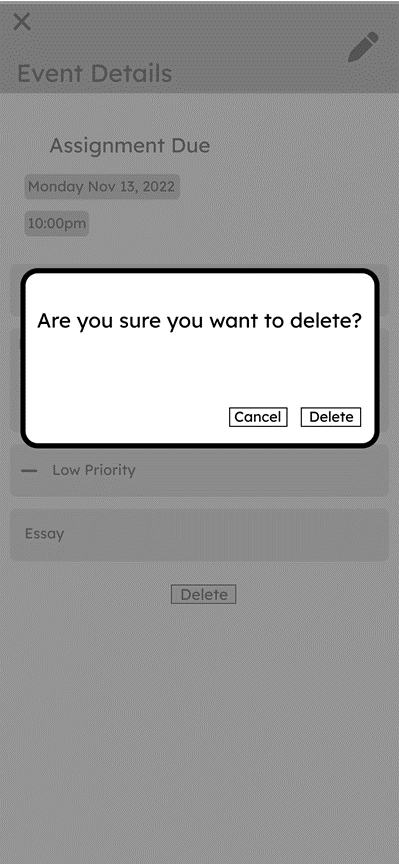 Event Details
Assignment Due
Monday Nov 13, 2022
10:00pm
Are you sure you want to delete?
Cancel Delete
Low Priority
Essay
Delete